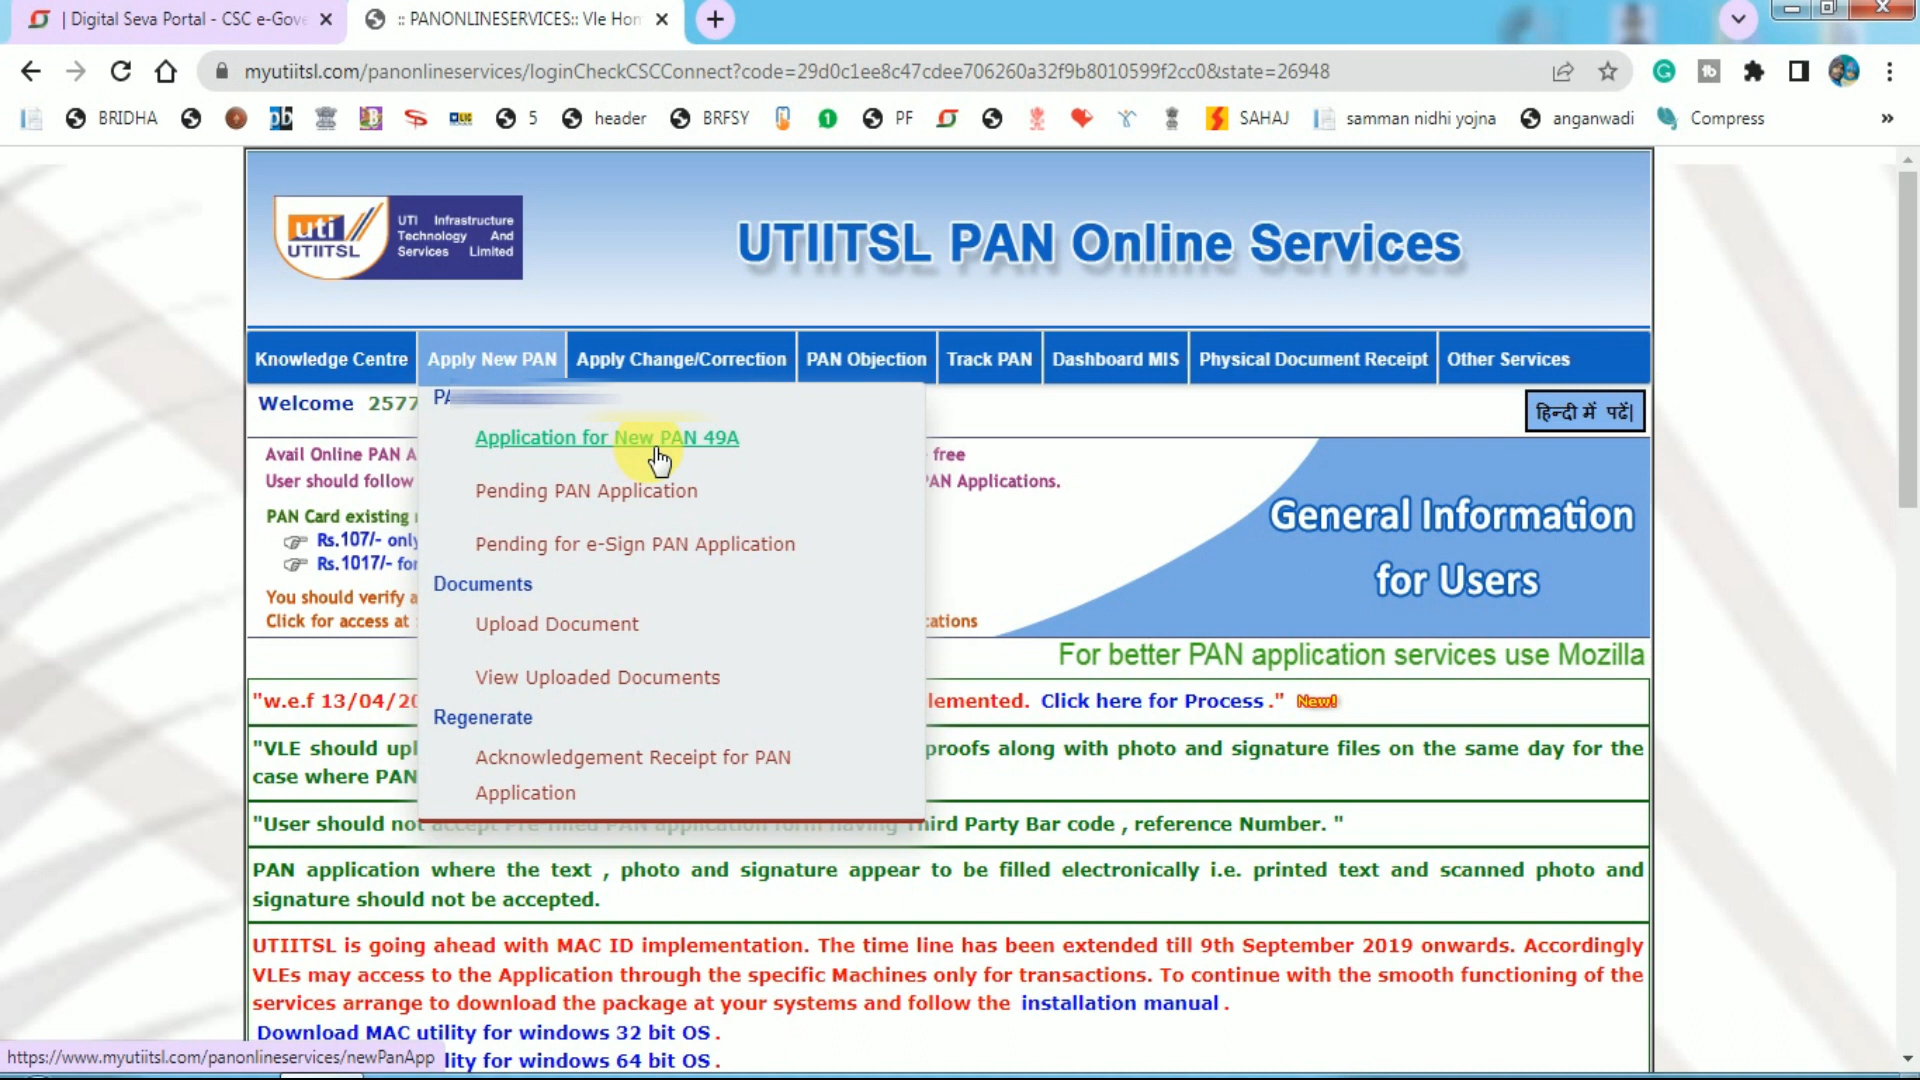 | Digital Seva Portal - CSC e-Gove
:: PANONLINESERVICES:: Vle Hom
myutiitsl.com/panonlineservices/loginCheckCSCConnect?code=29d0c1ee8c47cdee706260a32f9b8010599f2cc0&state=26948
BRIDHA 5 header BRFSY PF SAHAJ samman nidhi yojna anganwadi Compress »
uti
UTIITSL
UTI Infrastructure
Technology And
Services Limited
UTIITSL PAN Online Services
Knowledge Centre Apply New PAN Apply Change/Correction PAN Objection Track PAN Dashboard MIS Physical Document Receipt Other Services
Welcome 2577
हिन्दी में पढें|
Application for New PAN 49A
Pending PAN Application
Pending for e-Sign PAN Application
Documents
Upload Document
View Uploaded Documents
Regenerate
Acknowledgement Receipt for PAN
Application
Avail Online PAN A free
User should follow PAN Applications.
PAN Card existing
Rs.107/- only
Rs.1017/- for
You should verify a
Click for access at
General Information
for Users
For better PAN application services use Mozilla
"w.e.f 13/04/20 lemented. Click here for Process ." New!
"VLE should upl proofs along with photo and signature files on the same day for the
case where PAN
"User should not accept Pre filled PAN application form having Third Party Bar code , reference Number. "
PAN application where the text , photo and signature appear to be filled electronically i.e. printed text and scanned photo and
signature should not be accepted.
UTIITSL is going ahead with MAC ID implementation. The time line has been extended till 9th September 2019 onwards. Accordingly
VLEs may access to the Application through the specific Machines only for transactions. To continue with the smooth functioning of the
services arrange to download the package at your systems and follow the installation manual .
Download MAC utility for windows 32 bit OS .
lity for windows 64 bit OS .
https://www.myutiitsl.com/panonlineservices/newPanApp